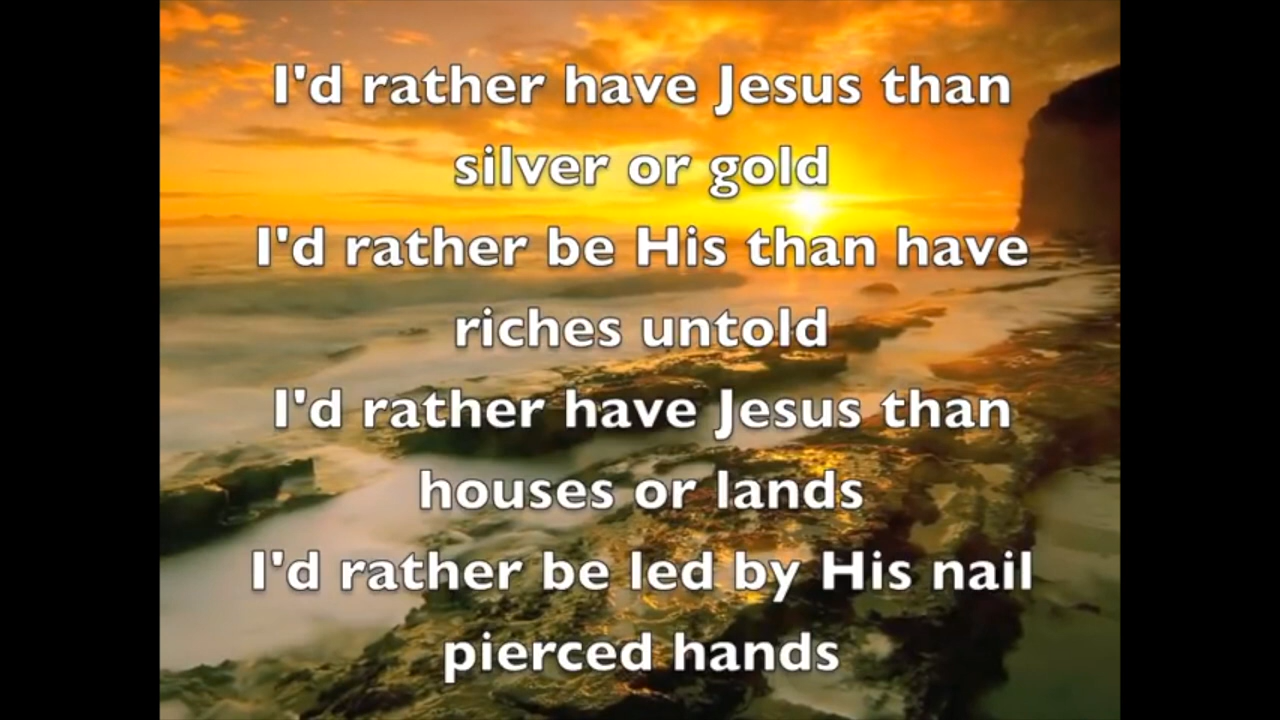 I'd rather have Jesus than
silver or gold
I'd rather be His than have
riches untold
I'd rather have Jesus than
houses or lands
I'd rather be led by His nail
pierced hands